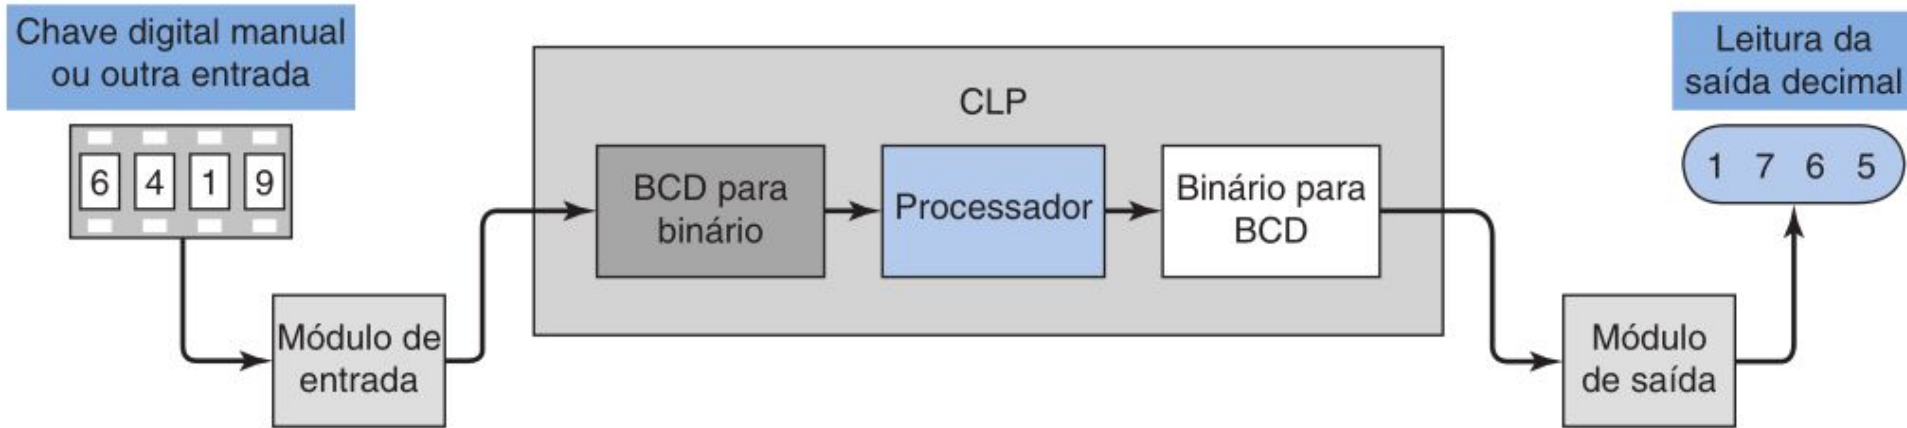 Chave digital manual
ou outra entrada
6 4 1 9
Módulo de
entrada
CLP
BCD para
binário
Processador
Binário para
BCD
Módulo
de saída
Leitura da
saída decimal
1 7 6 5